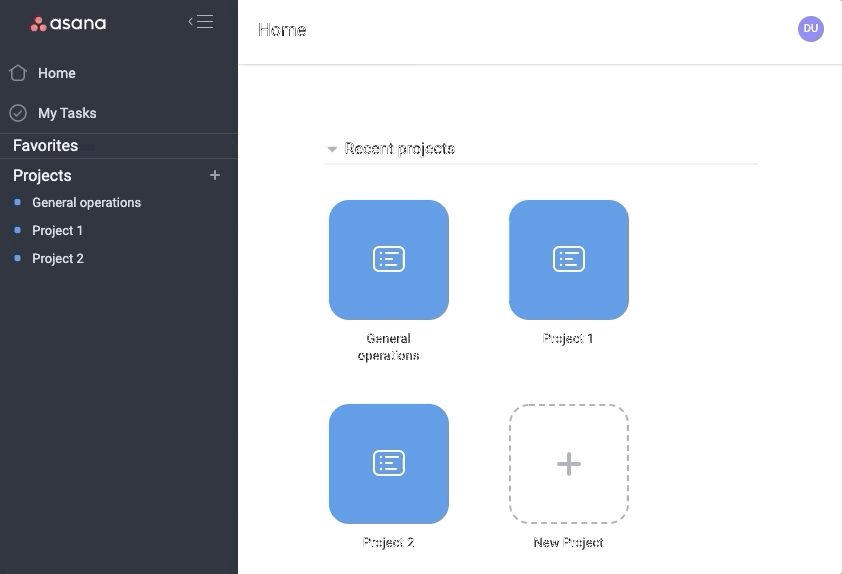 asana
Home
Home
DU
My Tasks
Favorites
Projects
General operations
Project 1
Project 2
Recent projects
General
operations
Project 1
Project 2
New Project